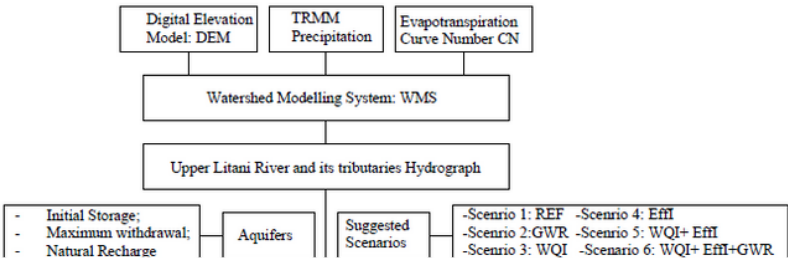 Digital Elevation
Model: DEM
TRMM
Precipitation
Evapotranspiration
Curve Number CN
Watershed Modelling System: WMS
Upper Litani River and its tributaries Hydrograph
- Initial Storage;
- Maximum withdrawal;
- Natural Recharge
Aquifers
Suggested
Scenarios
-Scenrio 1: REF -Scenrio 4: EffI
-Scenrio 2:GWR -Scenrio 5: WQI+ EffI
-Scenrio 3: WQI -Scenario 6: WQI+ EffI+GWR